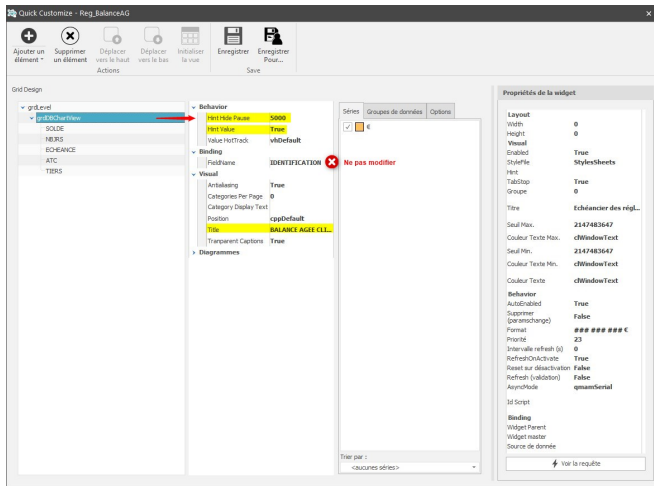 Quick Customize - Reg_BalanceAG
Ajouter un élément
Supprimer un élément
Déplacer vers le haut
Déplacer vers le bas
Initialiser la vue
Enregistrer
Enregistrer Pour...
Actions
Save
Grid Design
grdLevel
grdDBChartView
SOLDE
NBJRS
ECHEANCE
ATC
TIERS
Behavior
Hint Hide Pause 5000
Hint Value True
Value HotTrack vhDefault
Binding
FieldName IDENTIFICATION
Visual
Antialiasing True
Categories Per Page 0
Category Display Text
Position cppDefault
Title BALANCE AGEE CLI...
Tranparent Captions True
Diagrammes
Séries
Groupes de données
Options
€
Ne pas modifier
Trier par :
<aucunes séries>
Propriétés de la widget
Layout
Width 0
Height 0
Visual
Enabled True
StyleFile StylesSheets
Hint
TabStop True
Groupe 0
Titre Echéancier des régl...
Seuil Max. 2147483647
Couleur Texte Max. clWindowText
Seuil Min. 2147483647
Couleur Texte Min. clWindowText
Couleur Texte clWindowText
Behavior
AutoEnabled True
Supprimer (paramschange) False
Format ### ### ### €
Priorité 23
Intervalle refresh (s) 0
RefreshOnActivate True
Reset sur désactivation False
Refresh (validation) False
AsyncMode qmamSerial
Id Script
Binding
Widget Parent
Widget master
Source de donnée
Voir la requête